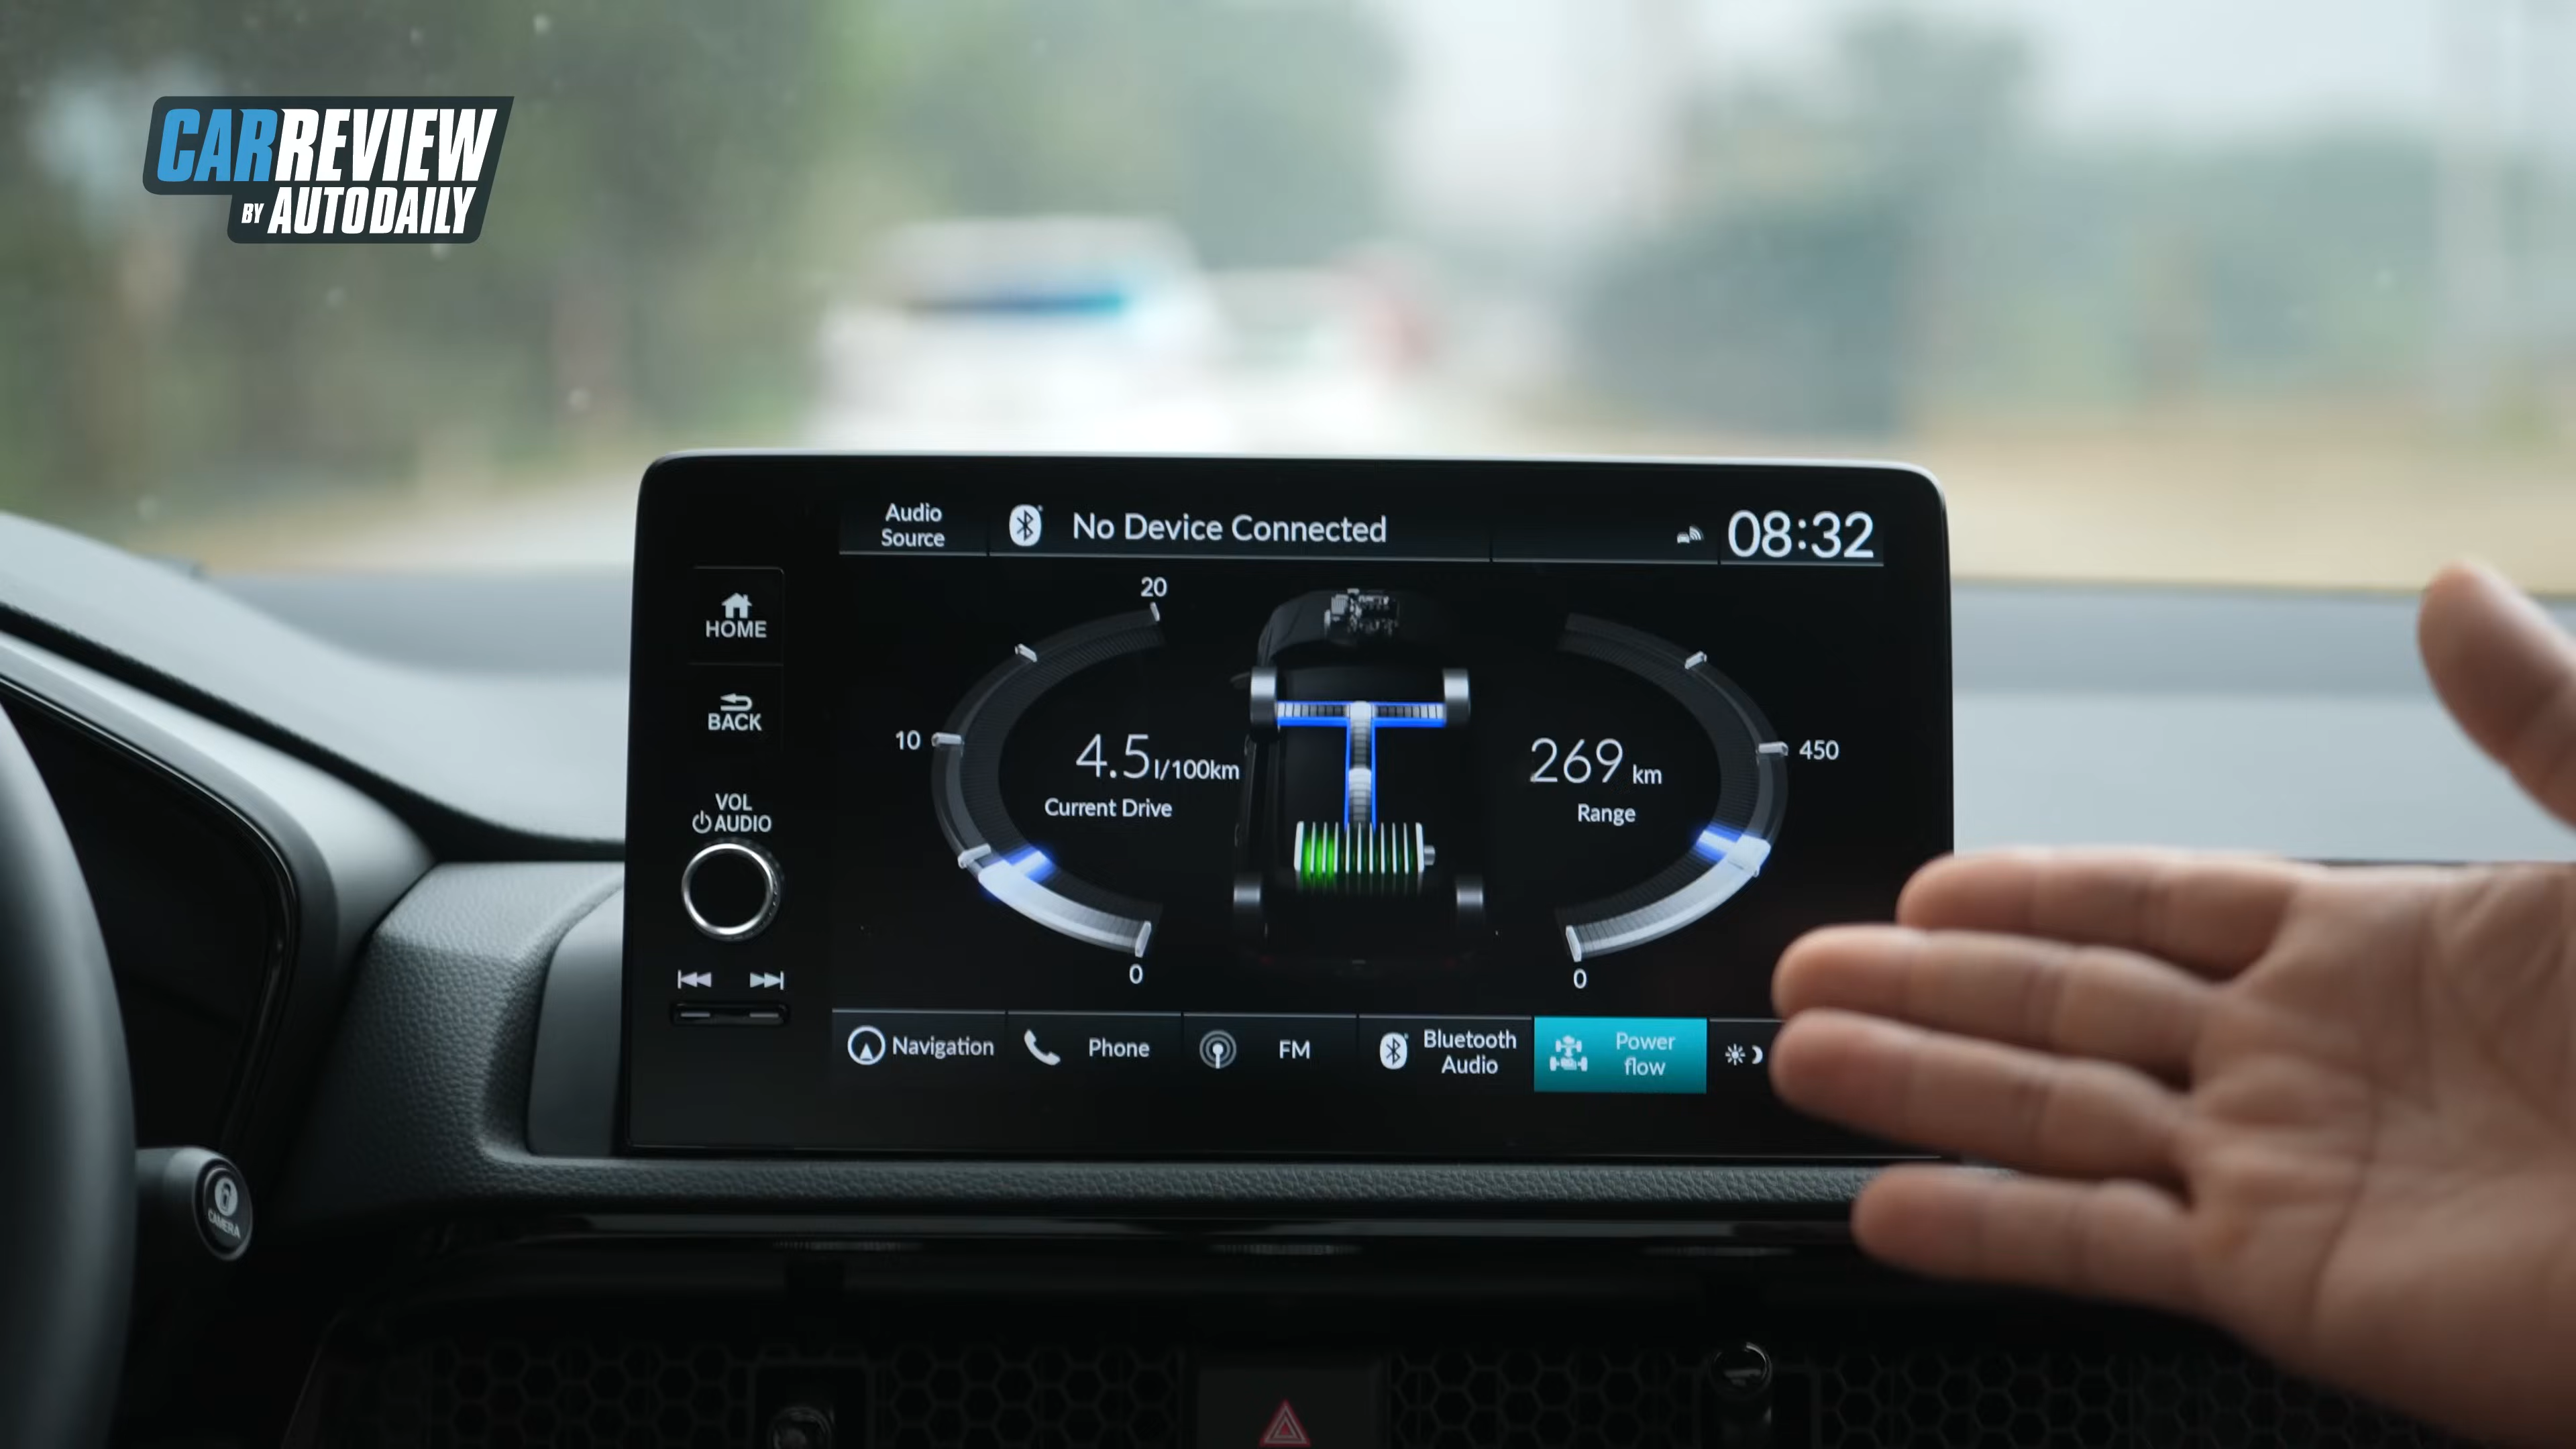 CARREVIEW
BY AUTODAILY
Audio
Source
No Device Connected
08:32
HOME
BACK
VOL
AUDIO
20
10
0
4.5 l/100km
Current Drive
269 km
Range
450
0
Navigation
Phone
FM
Bluetooth
Audio
Power
flow
CAMERA